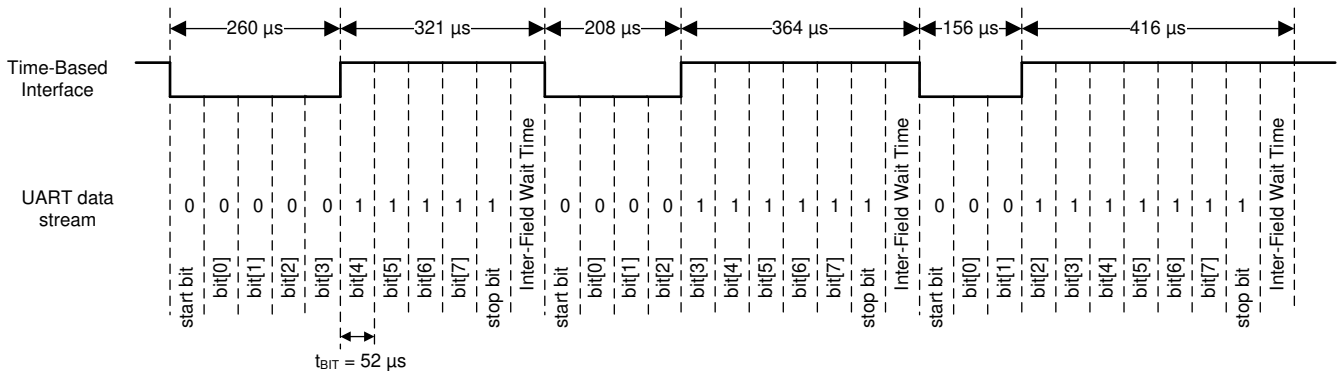 260 µs 321 µs 208 µs 364 µs 156 µs 416 µs
Time-Based
Interface
UART data
stream
0 0 0 0 0 1 1 1 1 1 0 0 0 0 1 1 1 1 1 1 0 0 0 1 1 1 1 1 1 1
start bit
bit[0]
bit[1]
bit[2]
bit[3]
bit[4]
bit[5]
bit[6]
bit[7]
stop bit
Inter-Field Wait Time
start bit
bit[0]
bit[1]
bit[2]
bit[3]
bit[4]
bit[5]
bit[6]
bit[7]
stop bit
Inter-Field Wait Time
start bit
bit[0]
bit[1]
bit[2]
bit[3]
bit[4]
bit[5]
bit[6]
bit[7]
stop bit
Inter-Field Wait Time
tBIT = 52 µs